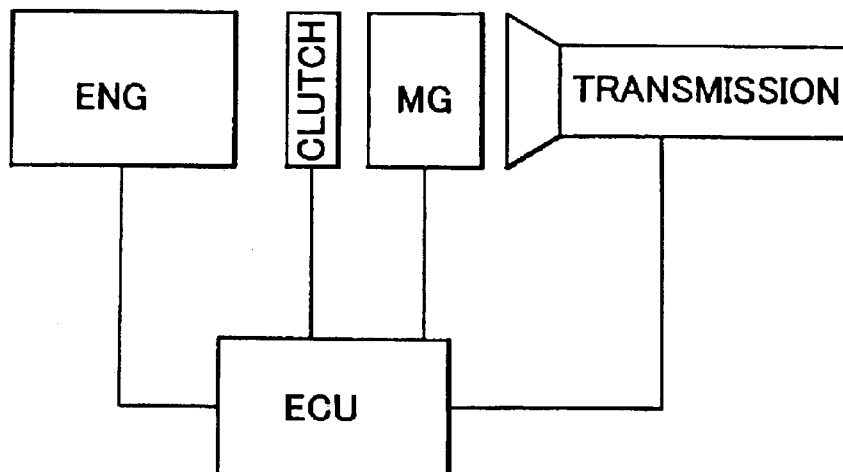 ENG
CLUTCH
MG
TRANSMISSION
ECU